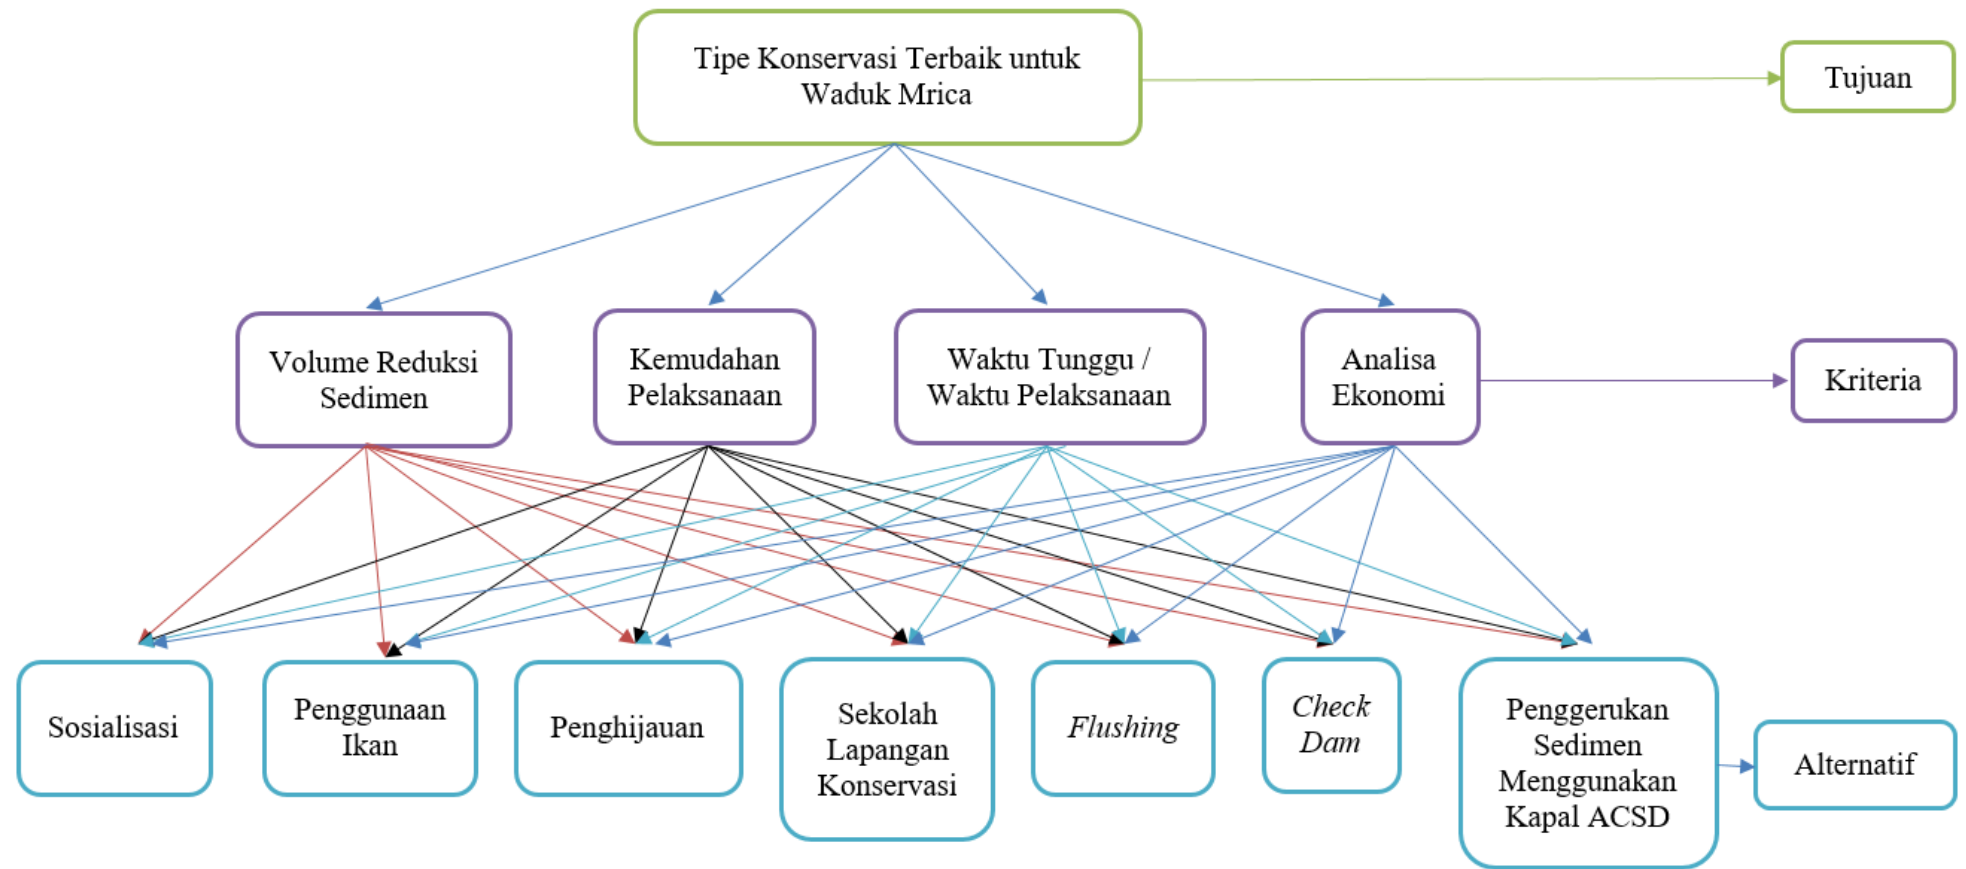 Tipe Konservasi Terbaik untuk
Waduk Mrica
Tujuan
Volume Reduksi
Sedimen
Kemudahan
Pelaksanaan
Waktu Tunggu /
Waktu Pelaksanaan
Analisa
Ekonomi
Kriteria
Sosialisasi
Penggunaan
Ikan
Penghijauan
Sekolah
Lapangan
Konservasi
Flushing
Check
Dam
Penggerukan
Sedimen
Menggunakan
Kapal ACSD
Alternatif